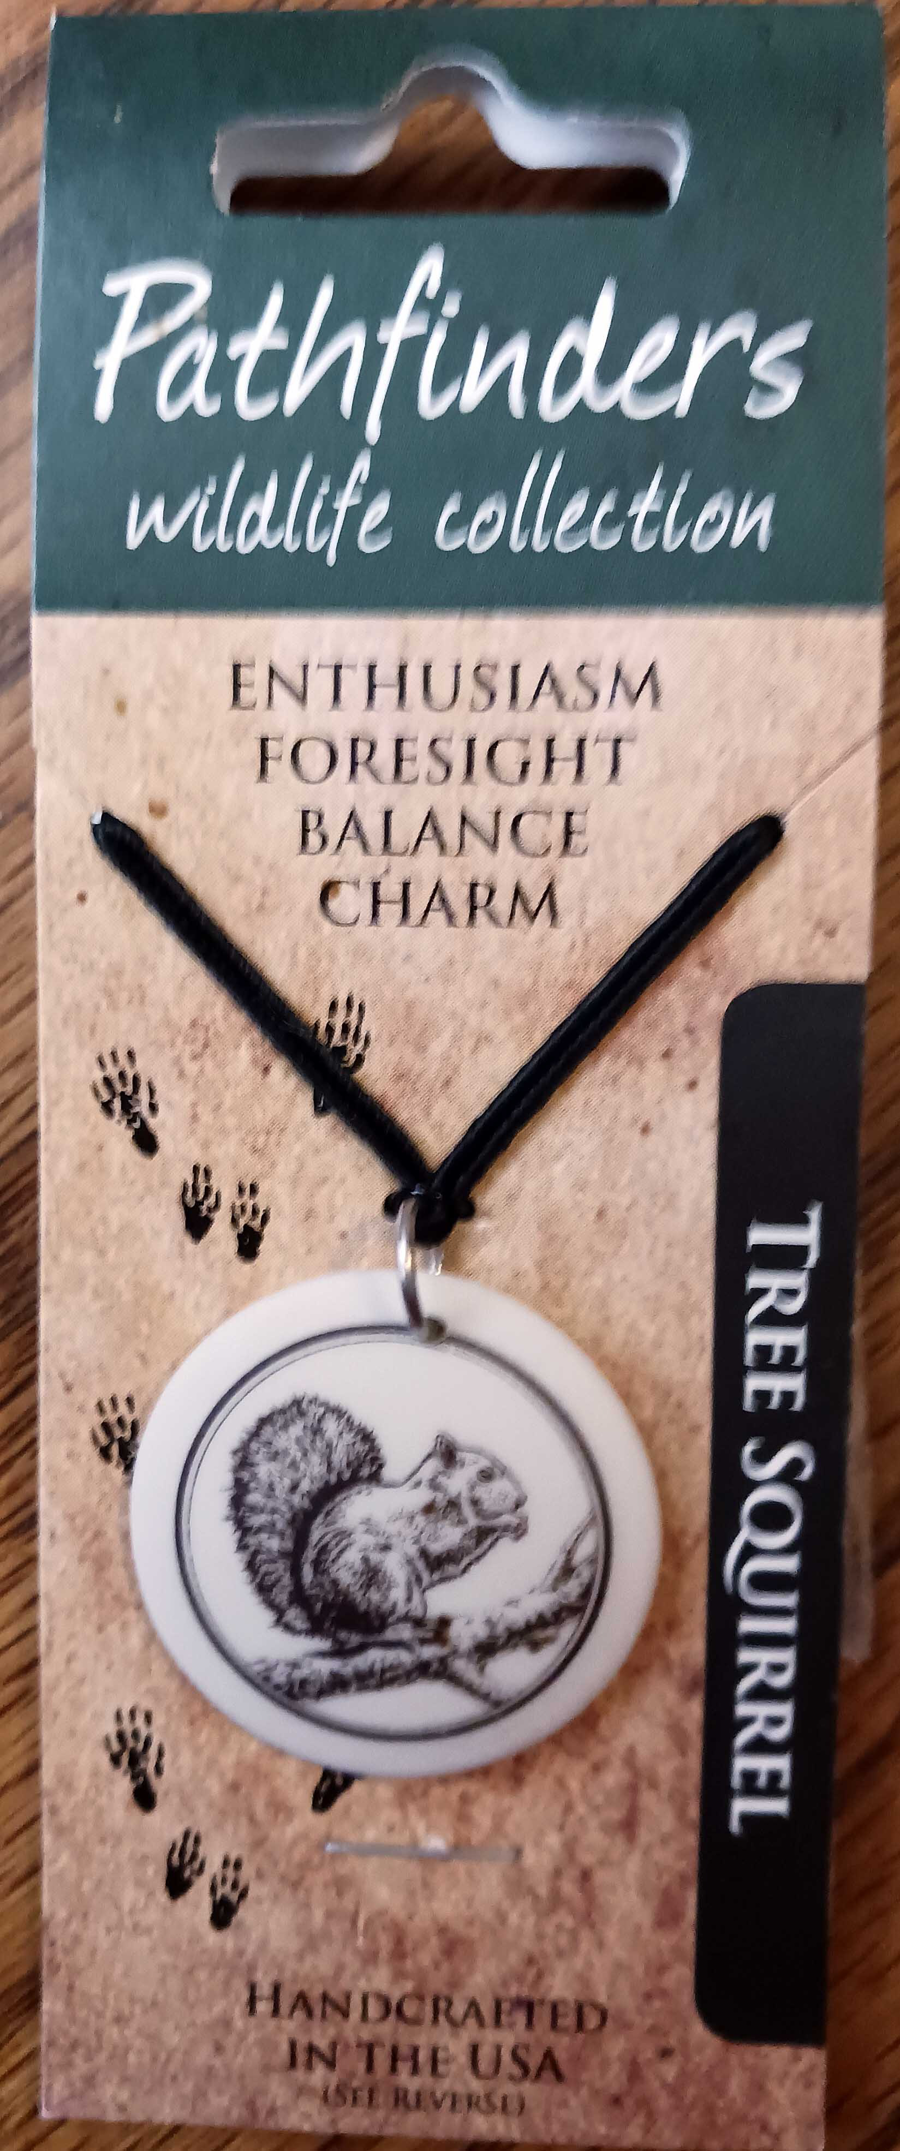 Pathfinders
wildlife collection
ENTHUSIASM
FORESIGHT
BALANCE
CHARM
TREE SQUIRREL
HANDCRAFTED
IN THE USA
(SEE REVERSE)